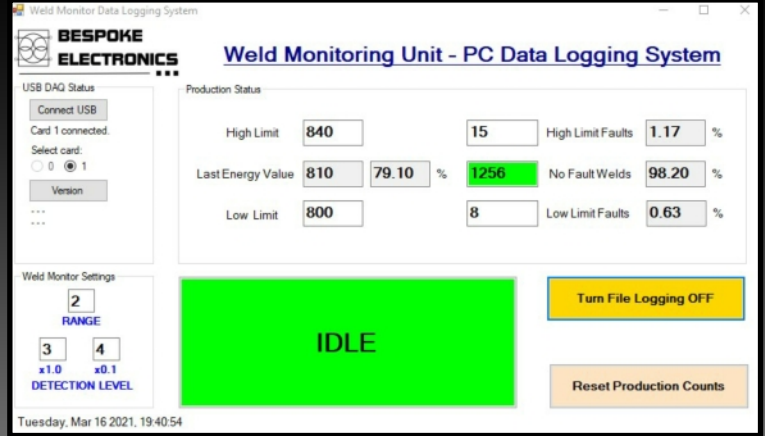 Weld Monitor Data Logging System
BESPOKE
ELECTRONICS
Weld Monitoring Unit - PC Data Logging System
USB DAQ Status
Connect USB
Card 1 connected.
Select card:
0 1
Version
---
---
Production Status
High Limit 840 15 High Limit Faults 1.17 %
Last Energy Value 810 79.10 % 1256 No Fault Welds 98.20 %
Low Limit 800 8 Low Limit Faults 0.63 %
Weld Monitor Settings
2
RANGE
3 4
x1.0 x0.1
DETECTION LEVEL
IDLE
Turn File Logging OFF
Reset Production Counts
Tuesday, Mar 16 2021, 19:40:54